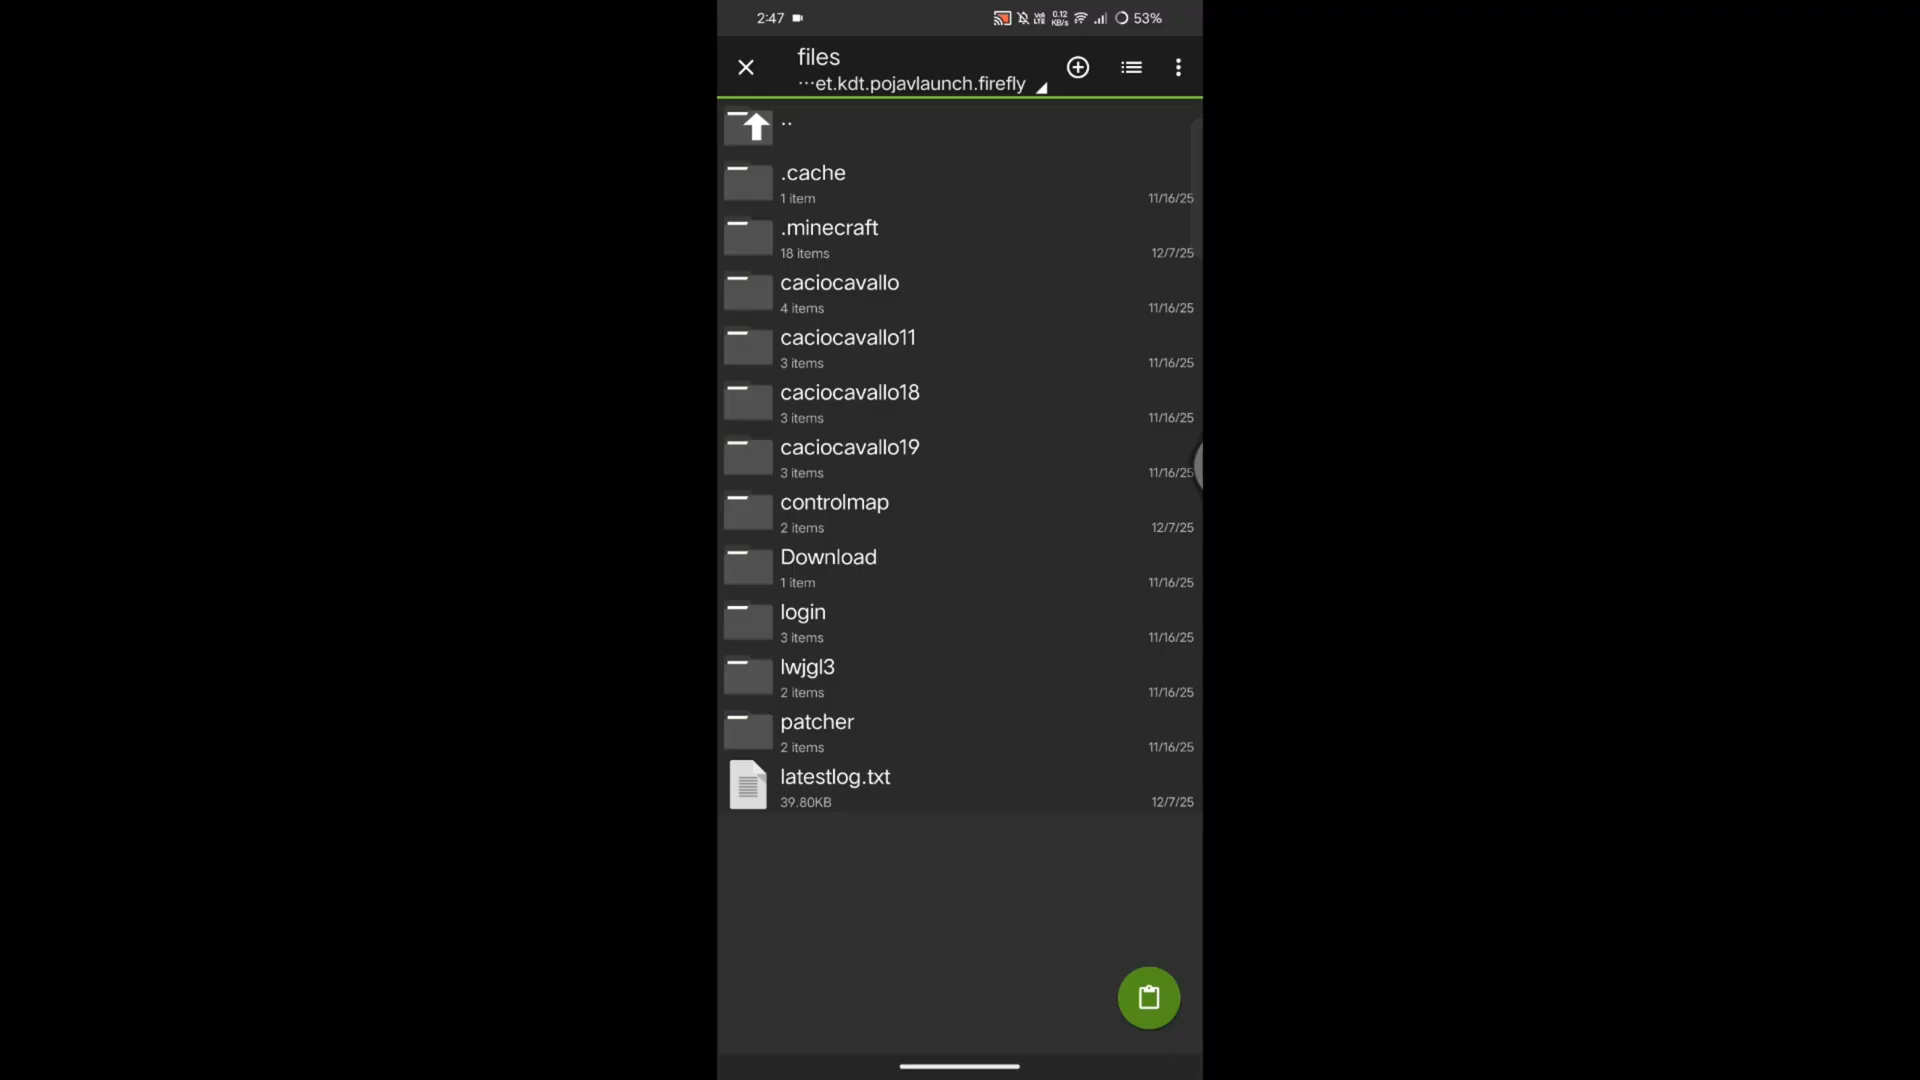 2:47 53%
files
···et.kdt.pojavlaunch.firefly
..
.cache
1 item 11/16/25
.minecraft
18 items 12/7/25
caciocavallo
4 items 11/16/25
caciocavallo11
3 items 11/16/25
caciocavallo18
3 items 11/16/25
caciocavallo19
3 items 11/16/25
controlmap
2 items 12/7/25
Download
1 item 11/16/25
login
3 items 11/16/25
lwjgl3
2 items 11/16/25
patcher
2 items 11/16/25
latestlog.txt
39.80KB 12/7/25